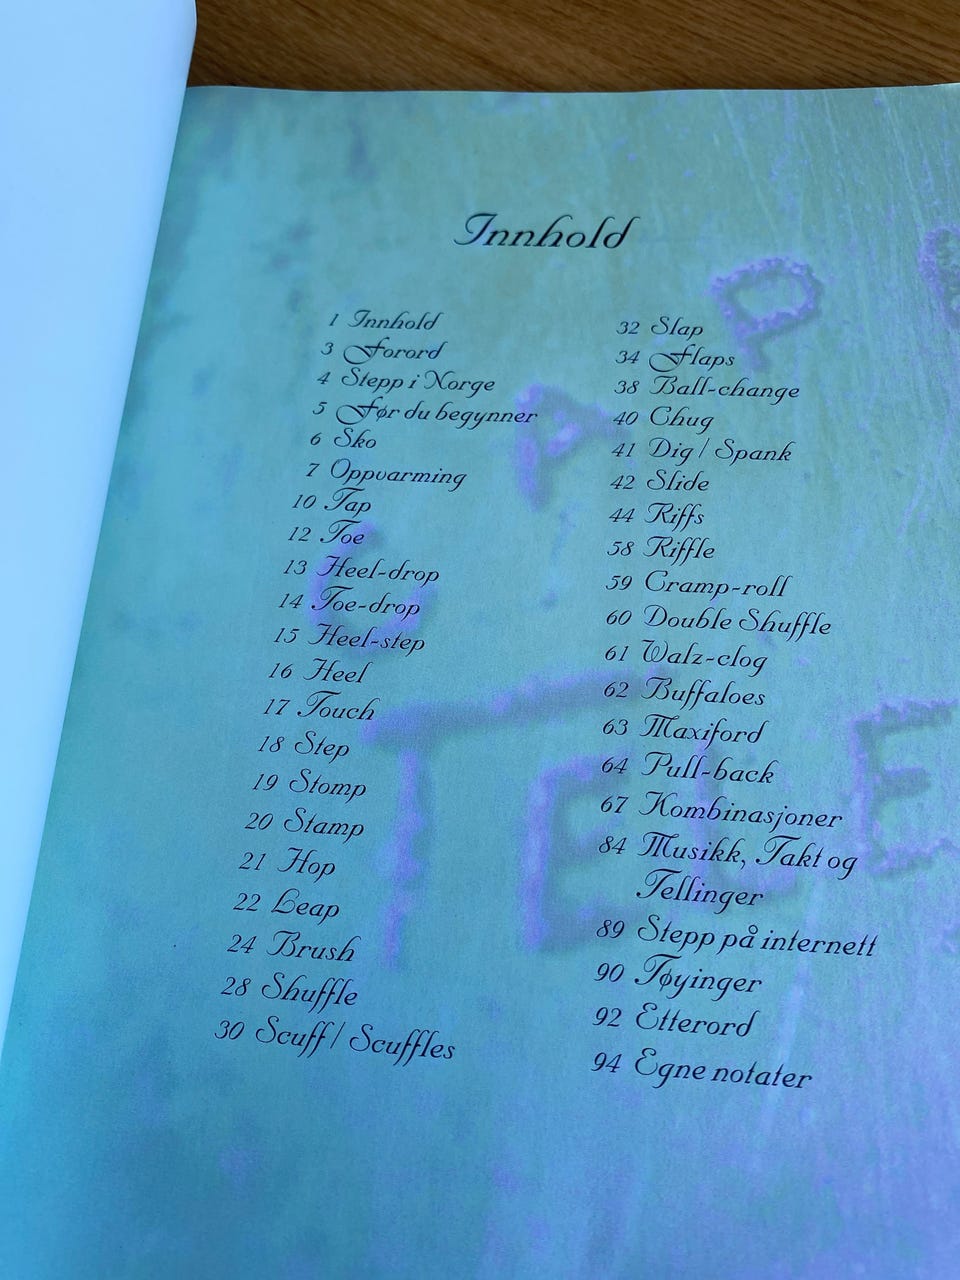 Innhold
1 Innhold
3 Forord
4 Stepp i Norge
5 Før du begynner
6 Sko
7 Oppvarming
10 Tap
12 Toe
13 Heel-drop
14 Toe-drop
15 Heel-step
16 Heel
17 Touch
18 Step
19 Stomp
20 Stamp
21 Hop
22 Leap
24 Brush
28 Shuffle
30 Scuff / Scuffles
32 Slap
34 Flaps
38 Ball-change
40 Chug
41 Dig / Spank
42 Slide
44 Riffs
58 Riffle
59 Cramp-roll
60 Double Shuffle
61 Walz-clog
62 Buffaloes
63 Maxiford
64 Pull-back
67 Kombinasjoner
84 Musikk, Takt og
Tellinger
89 Stepp på internett
90 Tøyinger
92 Etterord
94 Egne notater